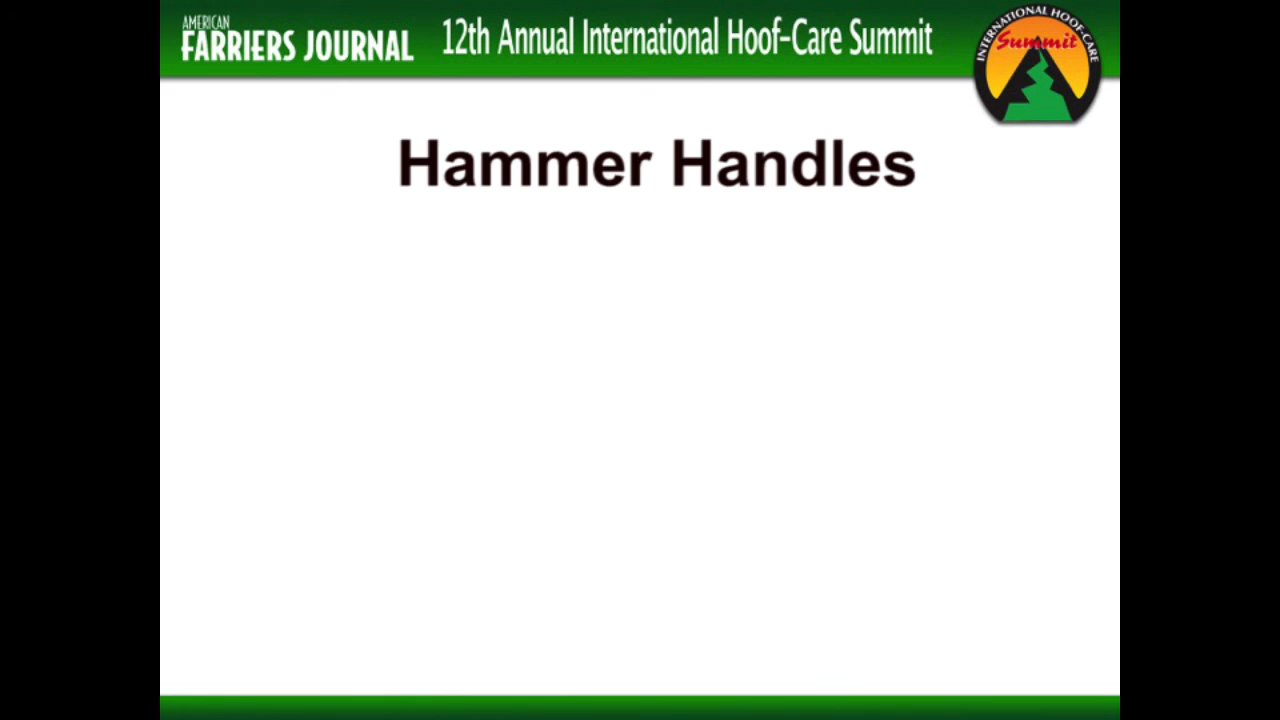 AMERICAN
FARRIERS JOURNAL
12th Annual International Hoof-Care Summit
INTERNATIONAL HOOF-CARE
Summit
Hammer Handles